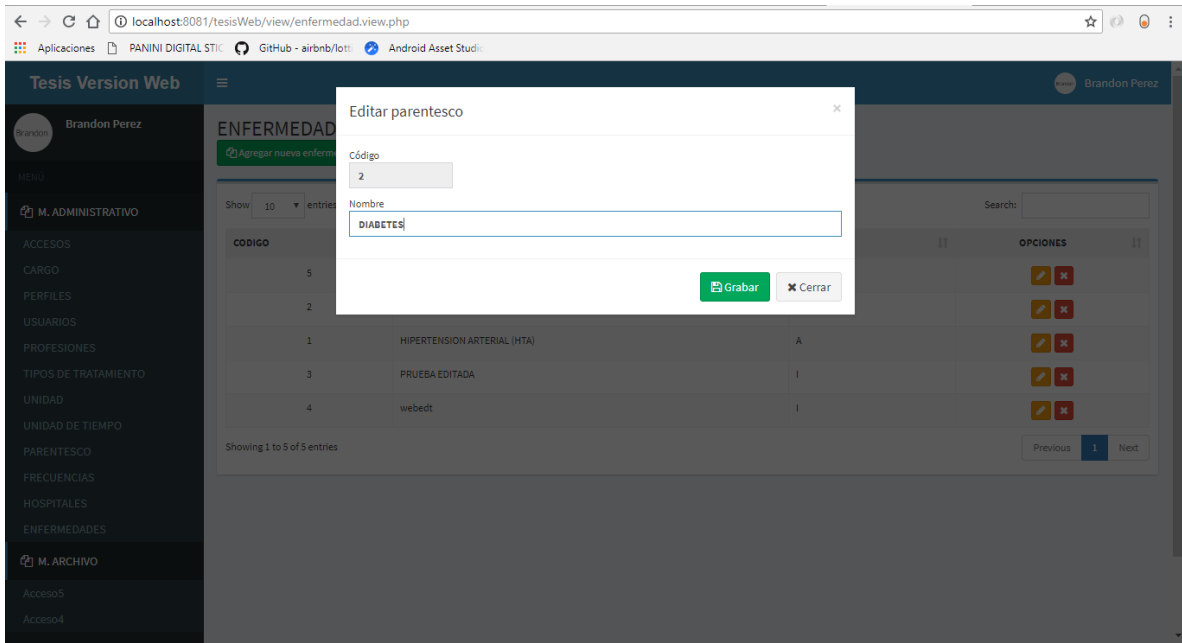 localhost:8081/tesisWeb/view/enfermedad.view.php
Aplicaciones PANINI DIGITAL STIC GitHub - airbnb/lotti Android Asset Studio
Tesis Version Web
Brandon Perez
Brandon
Brandon Perez
MENÚ
M. ADMINISTRATIVO
ACCESOS
CARGO
PERFILES
USUARIOS
PROFESIONES
TIPOS DE TRATAMIENTO
UNIDAD
UNIDAD DE TIEMPO
PARENTESCO
FRECUENCIAS
HOSPITALES
ENFERMEDADES
M. ARCHIVO
Acceso5
Acceso4
ENFERMEDAD
Agregar nueva enferme
Show 10 entries
Search:
CODIGO OPCIONES
5
2
1 HIPERTENSION ARTERIAL (HTA) A
3 PRUEBA EDITADA I
4 webedt I
Showing 1 to 5 of 5 entries
Previous 1 Next
Editar parentesco ×
Código
2
Nombre
DIABETES
Grabar Cerrar